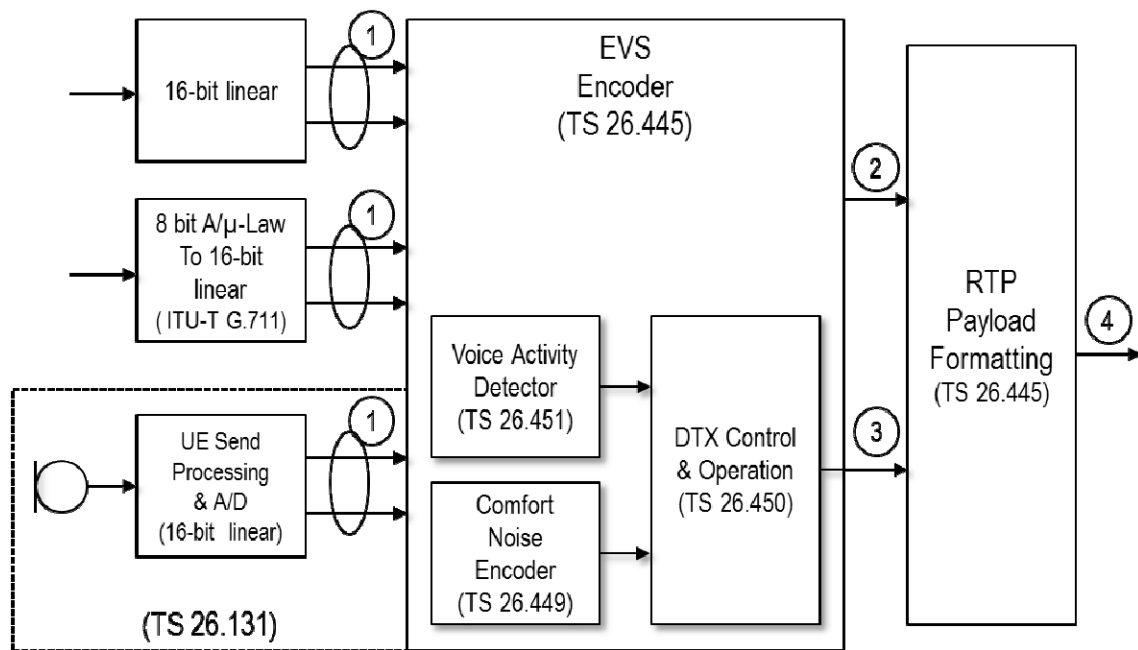 16-bit linear
1
8 bit A/µ-Law
To 16-bit
linear
( ITU-T G.711)
1
UE Send
Processing
& A/D
(16-bit linear)
1
(TS 26.131)
EVS
Encoder
(TS 26.445)
Voice Activity
Detector
(TS 26.451)
Comfort
Noise
Encoder
(TS 26.449)
DTX Control
& Operation
(TS 26.450)
2
3
RTP
Payload
Formatting
(TS 26.445)
4